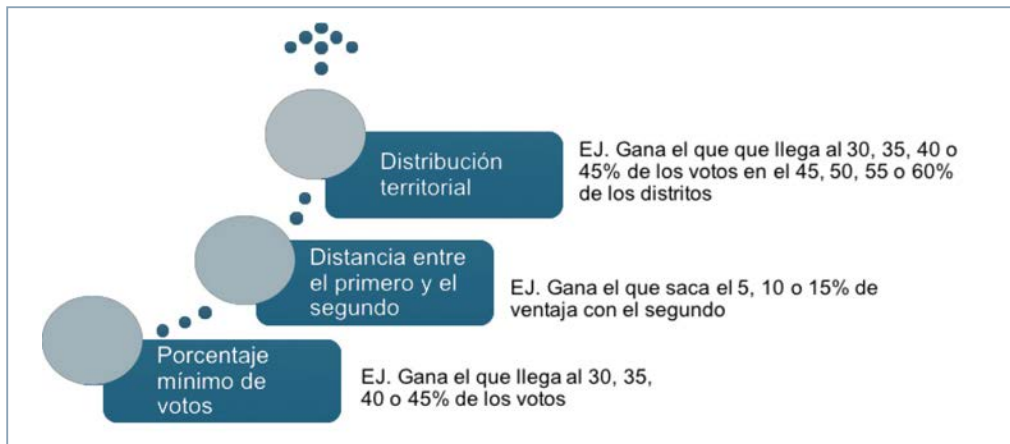 Distribución
territorial
EJ. Gana el que que llega al 30, 35, 40 o
45% de los votos en el 45, 50, 55 o 60%
de los distritos
Distancia entre
el primero y el
segundo
EJ. Gana el que saca el 5, 10 o 15% de
ventaja con el segundo
Porcentaje
mínimo de
votos
EJ. Gana el que llega al 30, 35,
40 o 45% de los votos